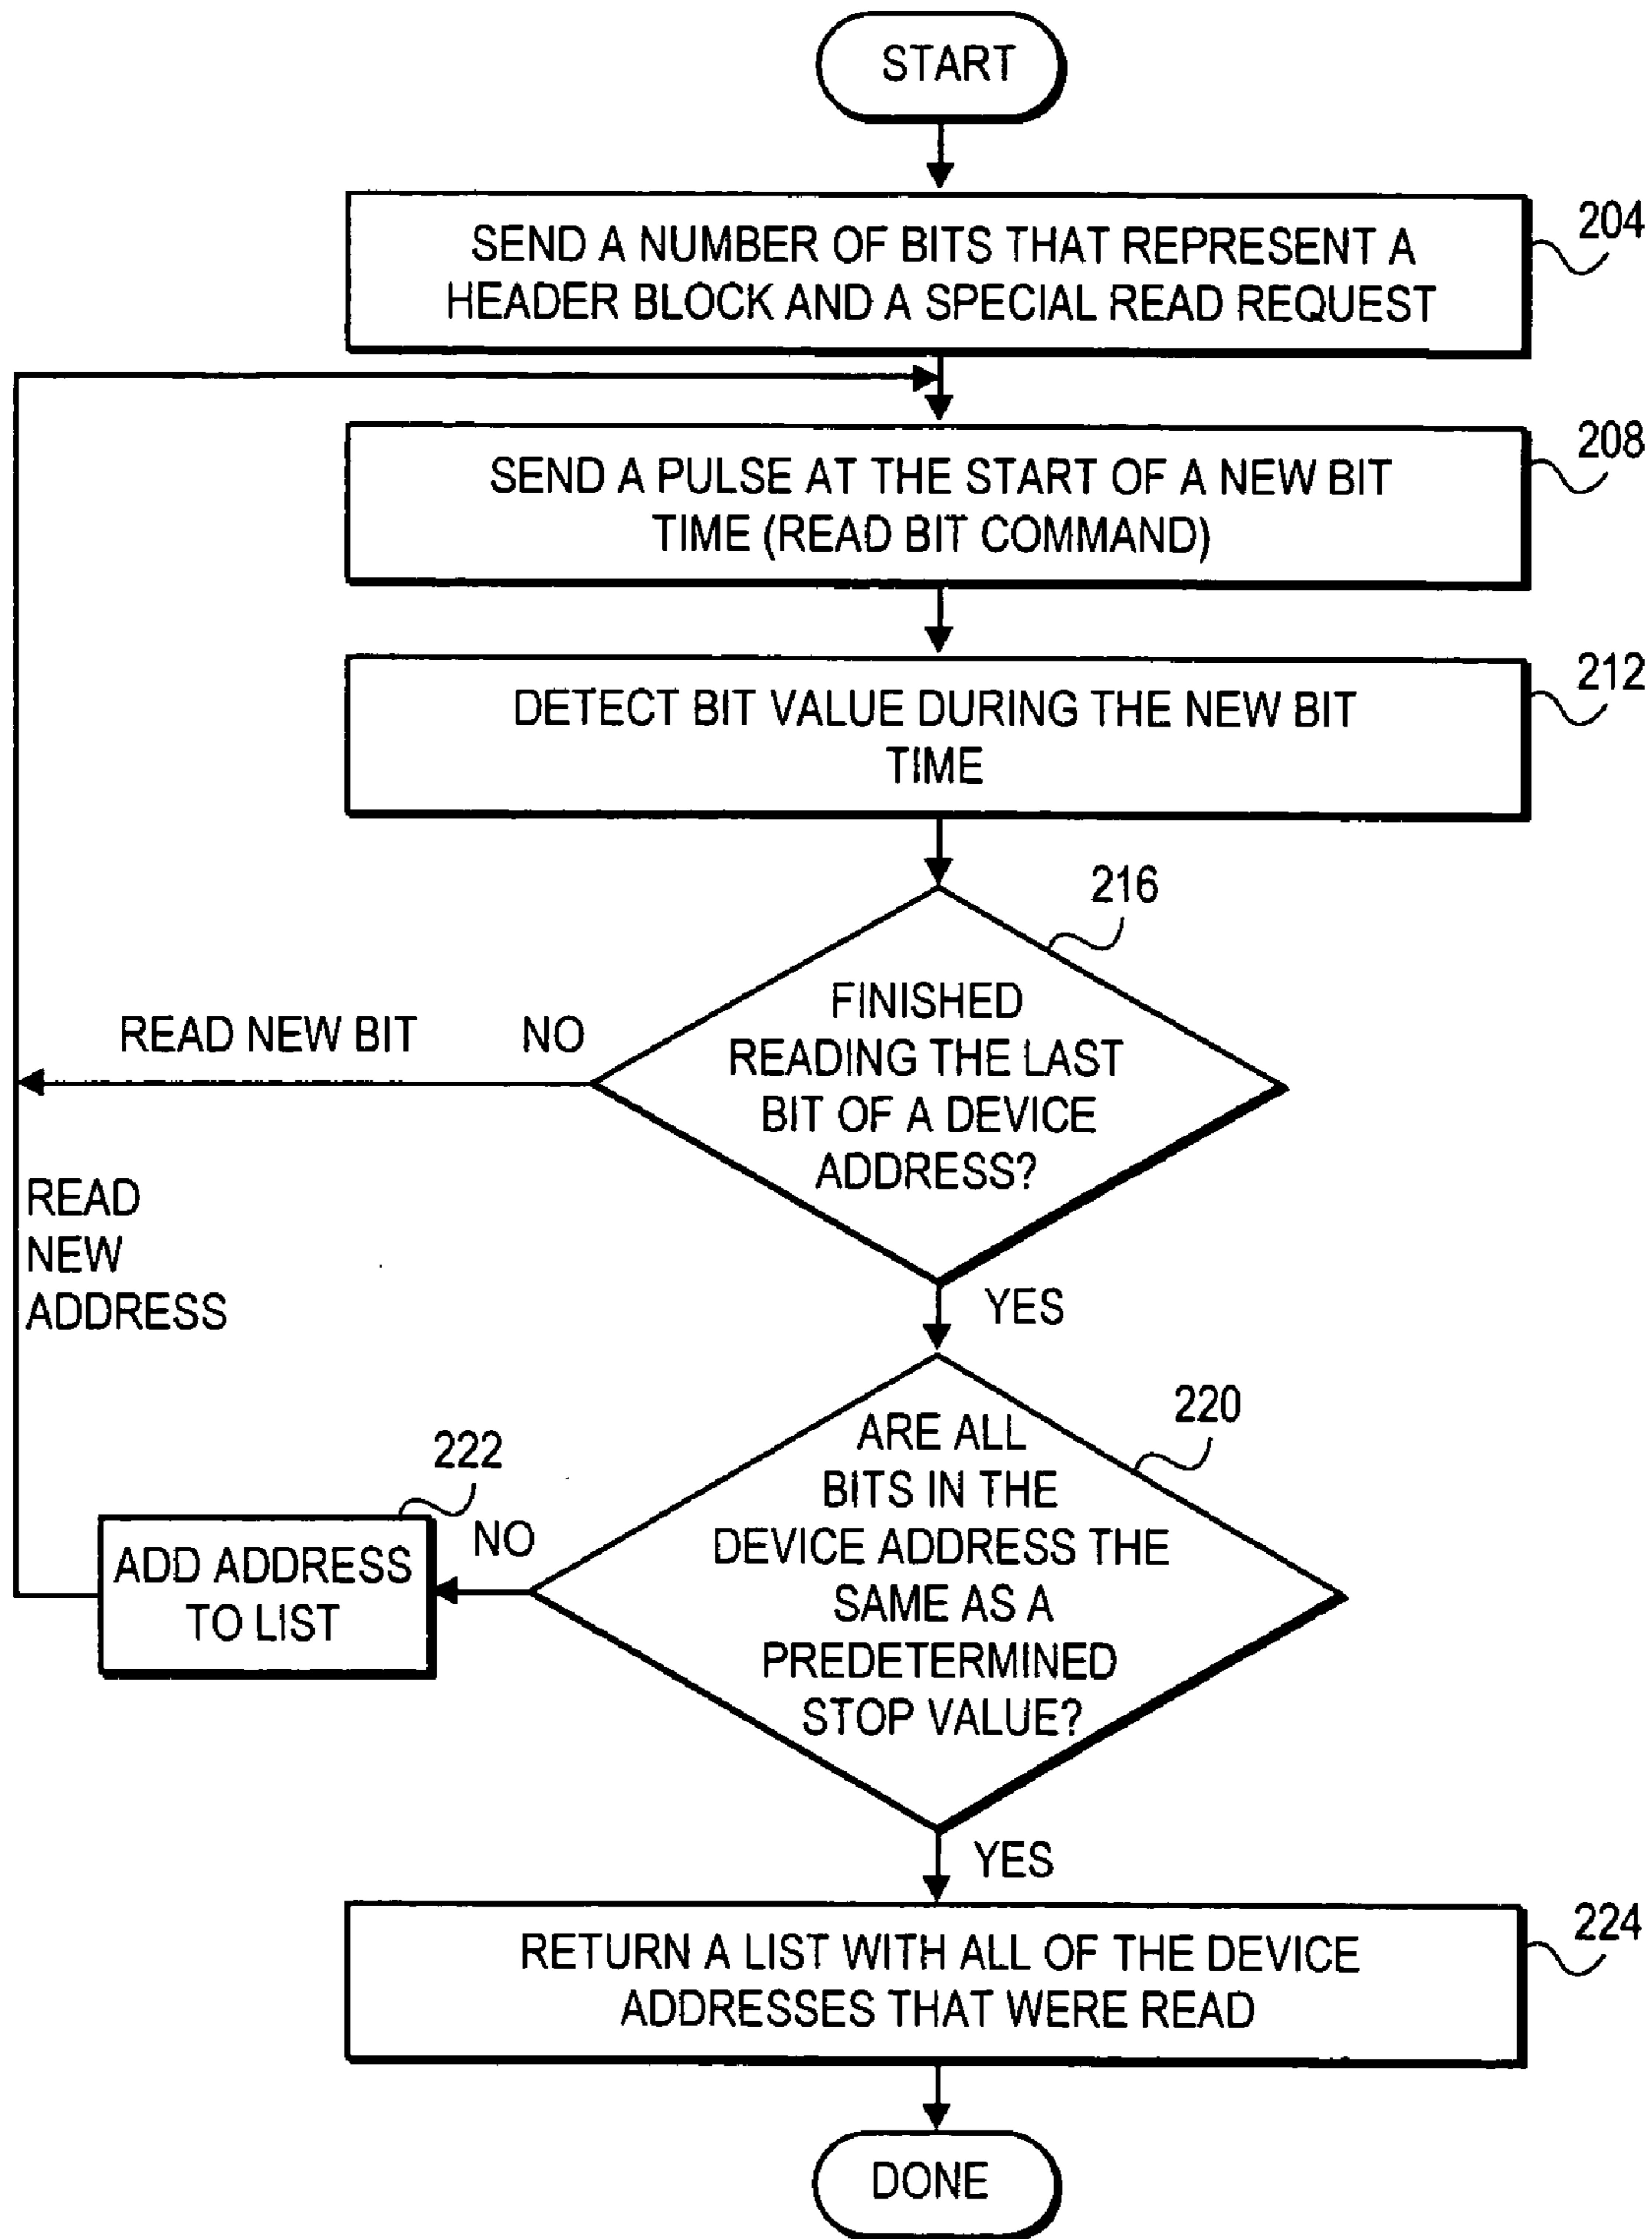 START
SEND A NUMBER OF BITS THAT REPRESENT A
HEADER BLOCK AND A SPECIAL READ REQUEST
204
SEND A PULSE AT THE START OF A NEW BIT
TIME (READ BIT COMMAND)
208
DETECT BIT VALUE DURING THE NEW BIT
TIME
212
216
FINISHED
READING THE LAST
BIT OF A DEVICE
ADDRESS?
READ NEW BIT
NO
READ
NEW
ADDRESS
YES
220
ARE ALL
BITS IN THE
DEVICE ADDRESS THE
SAME AS A
PREDETERMINED
STOP VALUE?
222
NO
ADD ADDRESS
TO LIST
YES
RETURN A LIST WITH ALL OF THE DEVICE
ADDRESSES THAT WERE READ
224
DONE